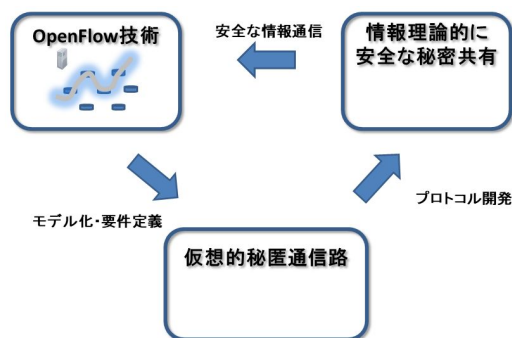 OpenFlow技術
安全な情報通信
情報理論的に
安全な秘密共有
モデル化・要件定義
プロトコル開発
仮想的秘匿通信路